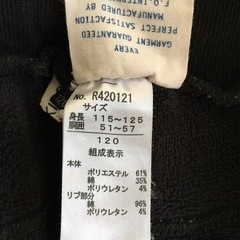 EVERY
GARMENT GUARANTEED
PERFECT SATISFACTION
MANUFACTURED BY
F.O.INTERNATIONAL
NO. R420121
サイズ
身長 115～125
胴囲 51～57
120
組成表示
本体
ポリエステル 61%
綿 35%
ポリウレタン 4%
リブ部分
綿 96%
ポリウレタン 4%